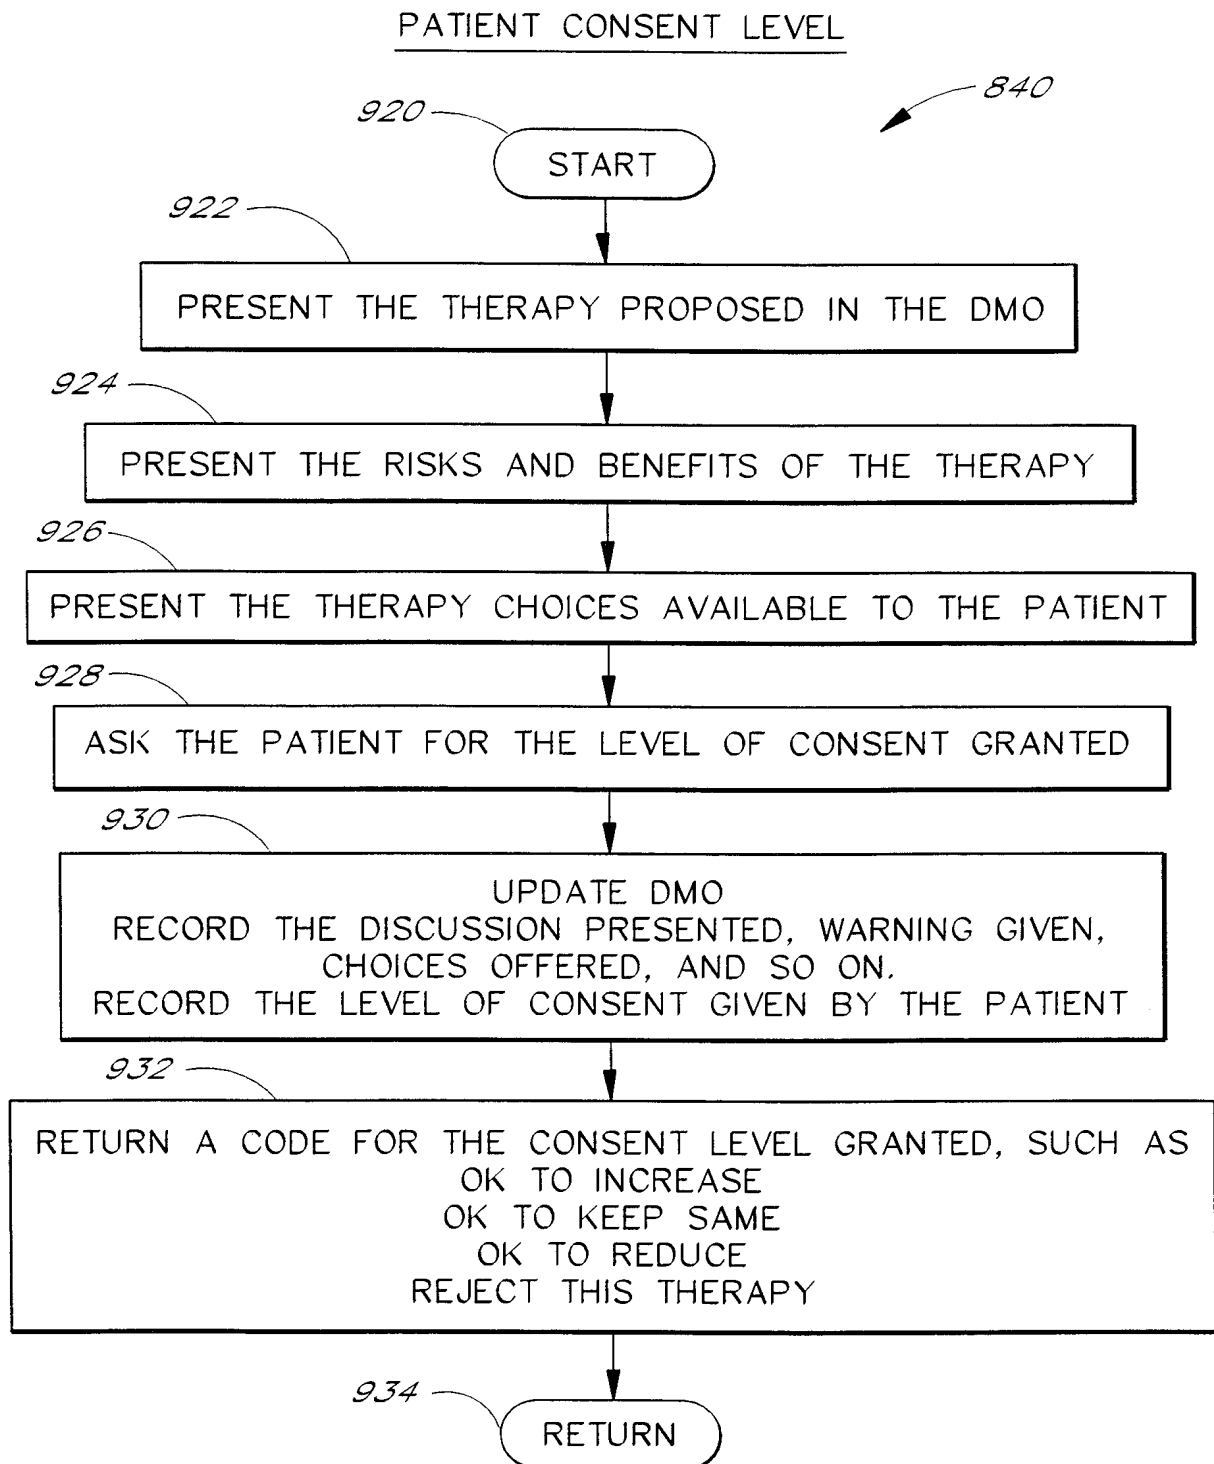 PATIENT CONSENT LEVEL
840
920
START
922
PRESENT THE THERAPY PROPOSED IN THE DMO
924
PRESENT THE RISKS AND BENEFITS OF THE THERAPY
926
PRESENT THE THERAPY CHOICES AVAILABLE TO THE PATIENT
928
ASK THE PATIENT FOR THE LEVEL OF CONSENT GRANTED
930
UPDATE DMO
RECORD THE DISCUSSION PRESENTED, WARNING GIVEN,
CHOICES OFFERED, AND SO ON.
RECORD THE LEVEL OF CONSENT GIVEN BY THE PATIENT
932
RETURN A CODE FOR THE CONSENT LEVEL GRANTED, SUCH AS
OK TO INCREASE
OK TO KEEP SAME
OK TO REDUCE
REJECT THIS THERAPY
934
RETURN